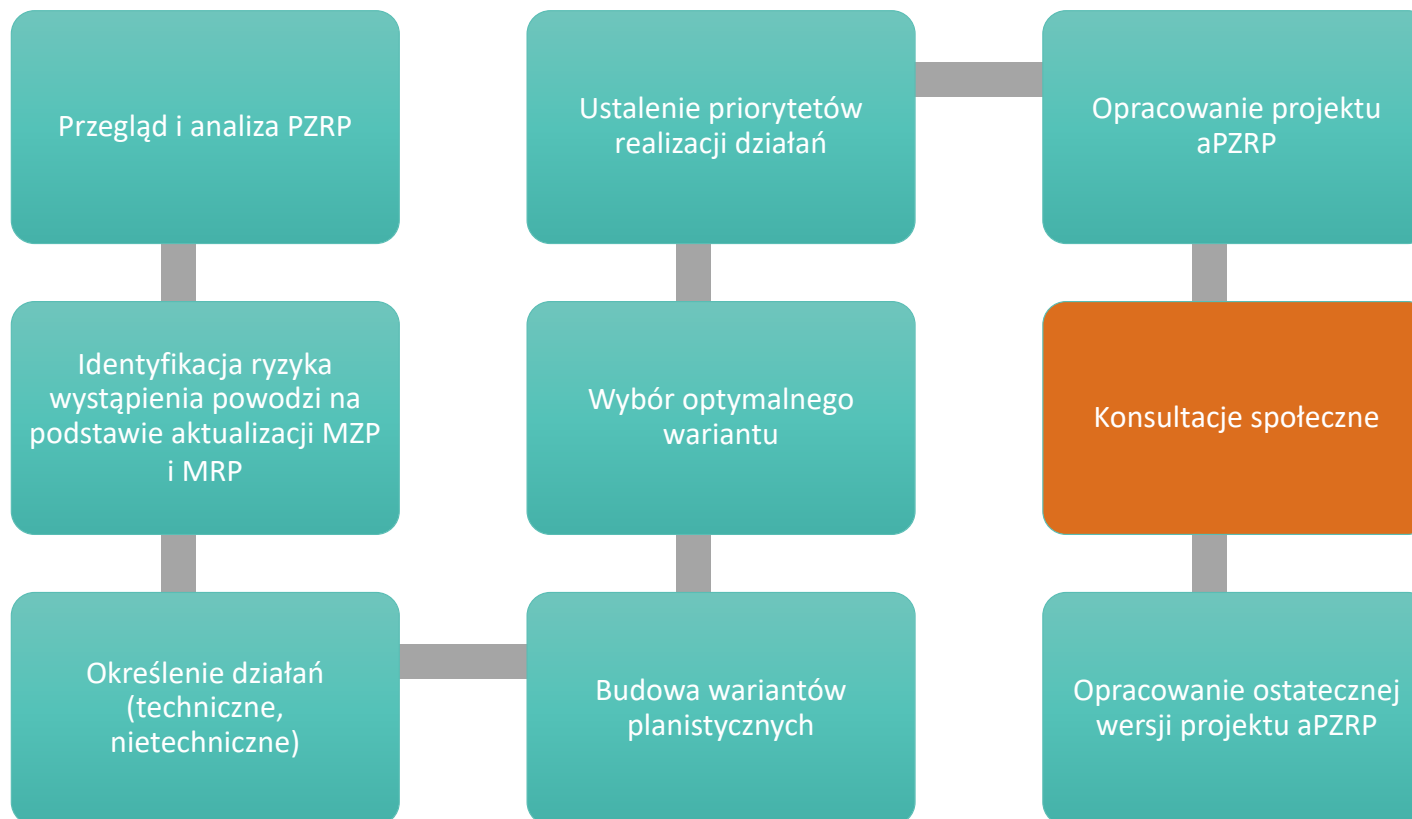 Przegląd i analiza PZRP
Identyfikacja ryzyka
wystąpienia powodzi na
podstawie aktualizacji MZP
i MRP
Określenie działań
(techniczne,
nietechniczne)
Budowa wariantów
planistycznych
Wybór optymalnego
wariantu
Ustalenie priorytetów
realizacji działań
Opracowanie projektu
aPZRP
Konsultacje społeczne
Opracowanie ostatecznej
wersji projektu aPZRP